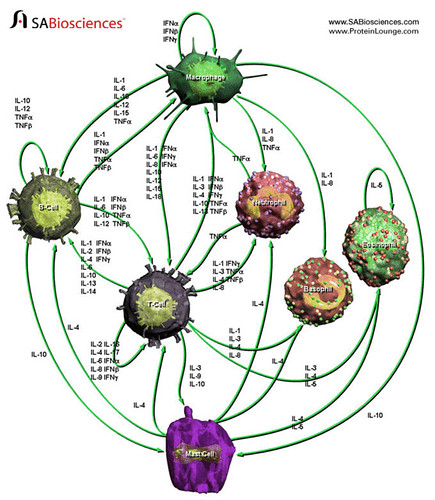 SABiosciences™
www.SABiosciences.com
www.ProteinLounge.com
IFNα
IFNβ
IFNγ
Macrophage
IL-10
IL-12
TNFα
TNFβ
IL-1
IL-6
IL-10
IL-12
IL-15
TNFα
IL-1
IFNα
IFNβ
TNFα
TNFβ
IL-1 IFNα
IL-6 IFNγ
IL-8 IFNα
IL-10
IL-12
IL-15
IL-18
IL-1
IL-8
TNFα
TNFα
IL-1
IL-8
IL-5
B-Cell
IL-1 IFNα
IL-6 IFNβ
IL-10 TNFα
IL-12 TNFβ
IL-1 IFNα
IL-3 IFNβ
IL-4 IFNγ
IL-10 TNFα
IL-13 TNFβ
Neutrophil
Eosinophil
TNFα
IL-1 IFNα
IL-2 IFNβ
IL-4 IFNγ
IL-6
IL-10
IL-13
IL-14
IL-1 IFNγ
IL-3 TNFα
IL-4 TNFβ
IL-8
Basophil
T-Cell
IL-4
IL-4
IL-1
IL-3
IL-4
IL-8
IL-10
IL-2 IL-16
IL-4 IL-17
IL-6 IFNα
IL-8 IFNβ
IL-9 IFNγ
IL-3
IL-9
IL-10
IL-4
IL-3
IL-4
IL-5
IL-4
IL-4
IL-5
IL-10
Mast Cell